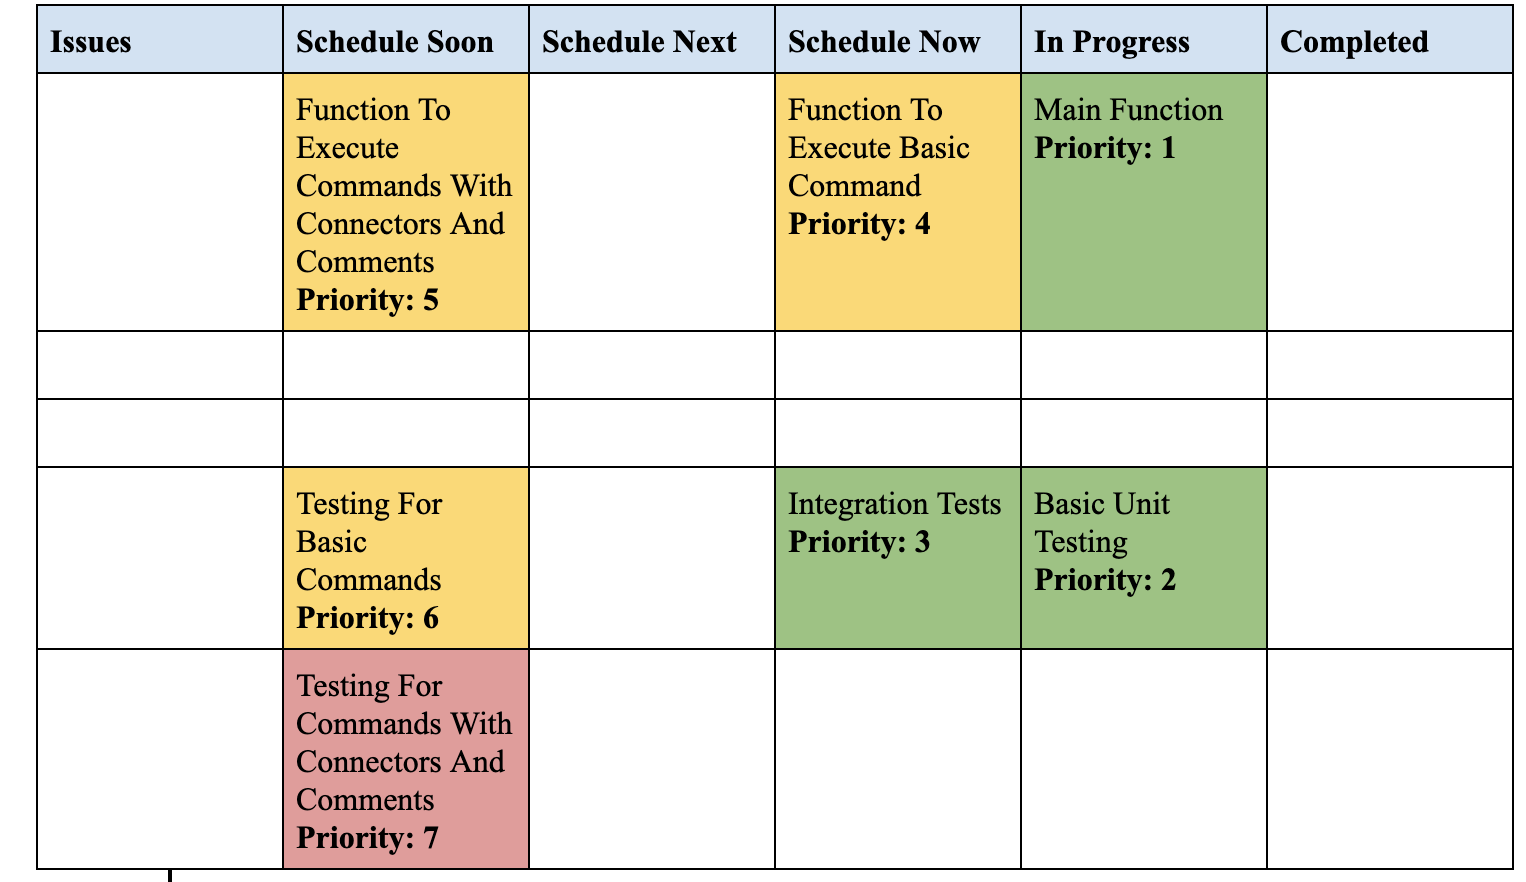 Issues
Schedule Soon
Schedule Next
Schedule Now
In Progress
Completed
Function To
Execute
Commands With
Connectors And
Comments
Priority: 5
Function To
Execute Basic
Command
Priority: 4
Main Function
Priority: 1
Testing For
Basic
Commands
Priority: 6
Integration Tests
Priority: 3
Basic Unit
Testing
Priority: 2
Testing For
Commands With
Connectors And
Comments
Priority: 7